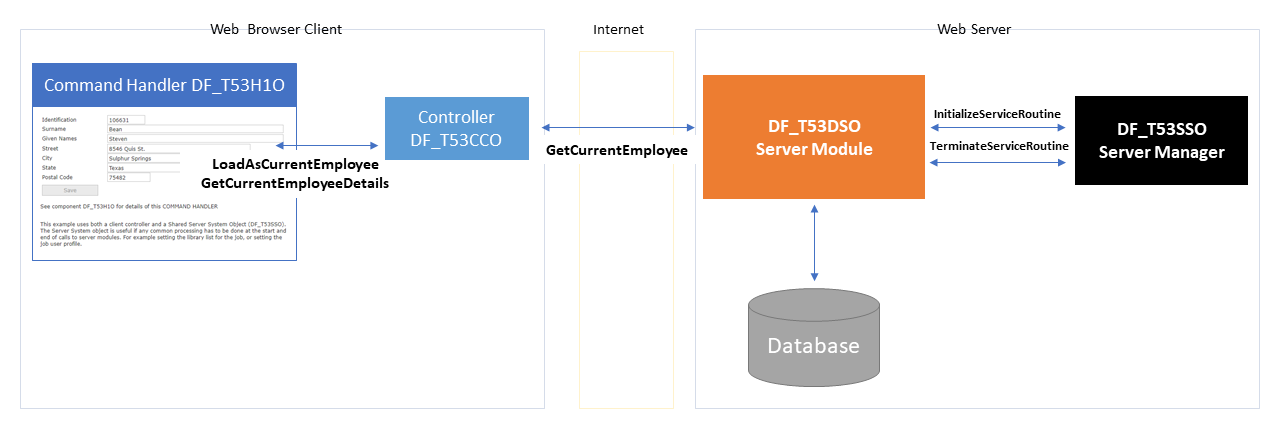 Web Browser Client
Internet
Web Server
Command Handler DF_T53H1O
Identification 106631
Surname Bean
Given Names Steven
Street 8546 Quis St.
City Sulphur Springs
State Texas
Postal Code 75482
Save
See component DF_T53H1O for details of this COMMAND HANDLER
This example uses both a client controller and a Shared Server System Object (DF_T53SSO).
The Server System object is useful if any common processing has to be done at the start and
end of calls to server modules. For example setting the library list for the job, or setting the
job user profile.
LoadAsCurrentEmployee
GetCurrentEmployeeDetails
Controller
DF_T53CCO
GetCurrentEmployee
DF_T53DSO
Server Module
InitializeServiceRoutine
TerminateServiceRoutine
DF_T53SSO
Server Manager
Database